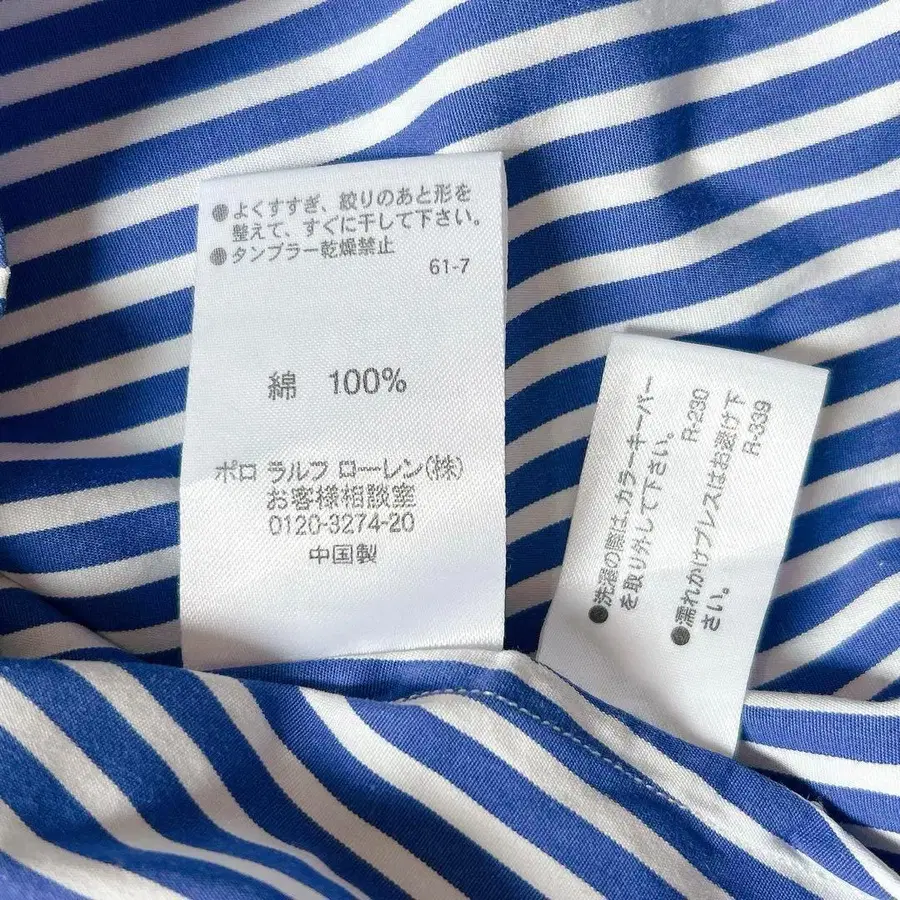 ●よくすすぎ、絞りのあと形を
整えて、すぐに干して下さい。
●タンブラー乾燥禁止
61-7
綿 100%
ポロ ラルフ ローレン(株)
お客様相談室
0120-3274-20
中国製
●洗濯の際は、カラーキーパー
を取り外して下さい。
R-230
●濡れかけプレスはお避け下
さい。
R-339